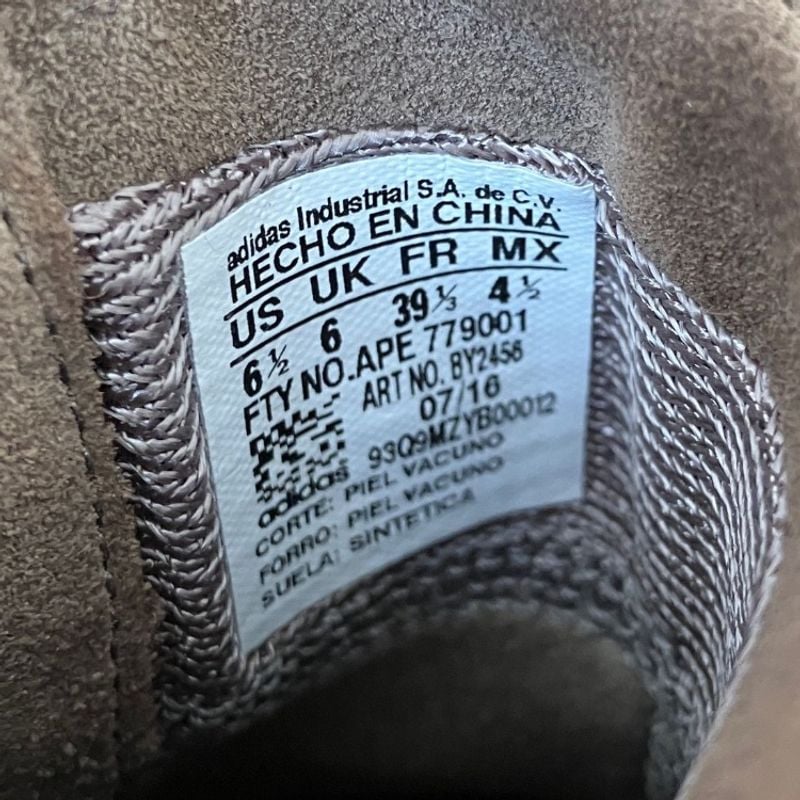 adidas Industrial S.A. de C.V.
HECHO EN CHINA
US UK FR MX
6½ 6 39⅓ 4½
FTY NO. APE 779001
ART NO. BY2456
07/16
93Q9MZYB00012
adidas
CORTE: PIEL VACUNO
FORRO: PIEL VACUNO
SUELA: SINTETICA